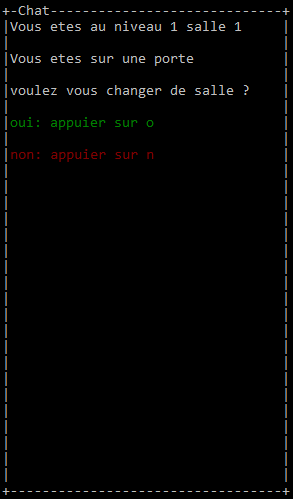 Chat
Vous etes au niveau 1 salle 1
Vous etes sur une porte
voulez vous changer de salle ?
oui: appuier sur o
non: appuier sur n